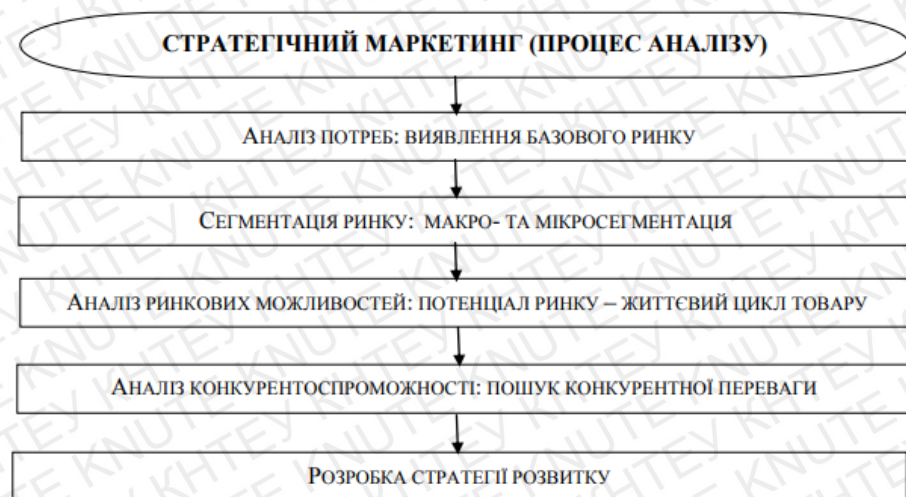 СТРАТЕГІЧНИЙ МАРКЕТИНГ (ПРОЦЕС АНАЛІЗУ)
АНАЛІЗ ПОТРЕБ: ВИЯВЛЕННЯ БАЗОВОГО РИНКУ
СЕГМЕНТАЦІЯ РИНКУ: МАКРО- ТА МІКРОСЕГМЕНТАЦІЯ
АНАЛІЗ РИНКОВИХ МОЖЛИВОСТЕЙ: ПОТЕНЦІАЛ РИНКУ – ЖИТТЄВИЙ ЦИКЛ ТОВАРУ
АНАЛІЗ КОНКУРЕНТОСПРОМОЖНОСТІ: ПОШУК КОНКУРЕНТНОЇ ПЕРЕВАГИ
РОЗРОБКА СТРАТЕГІЇ РОЗВИТКУ